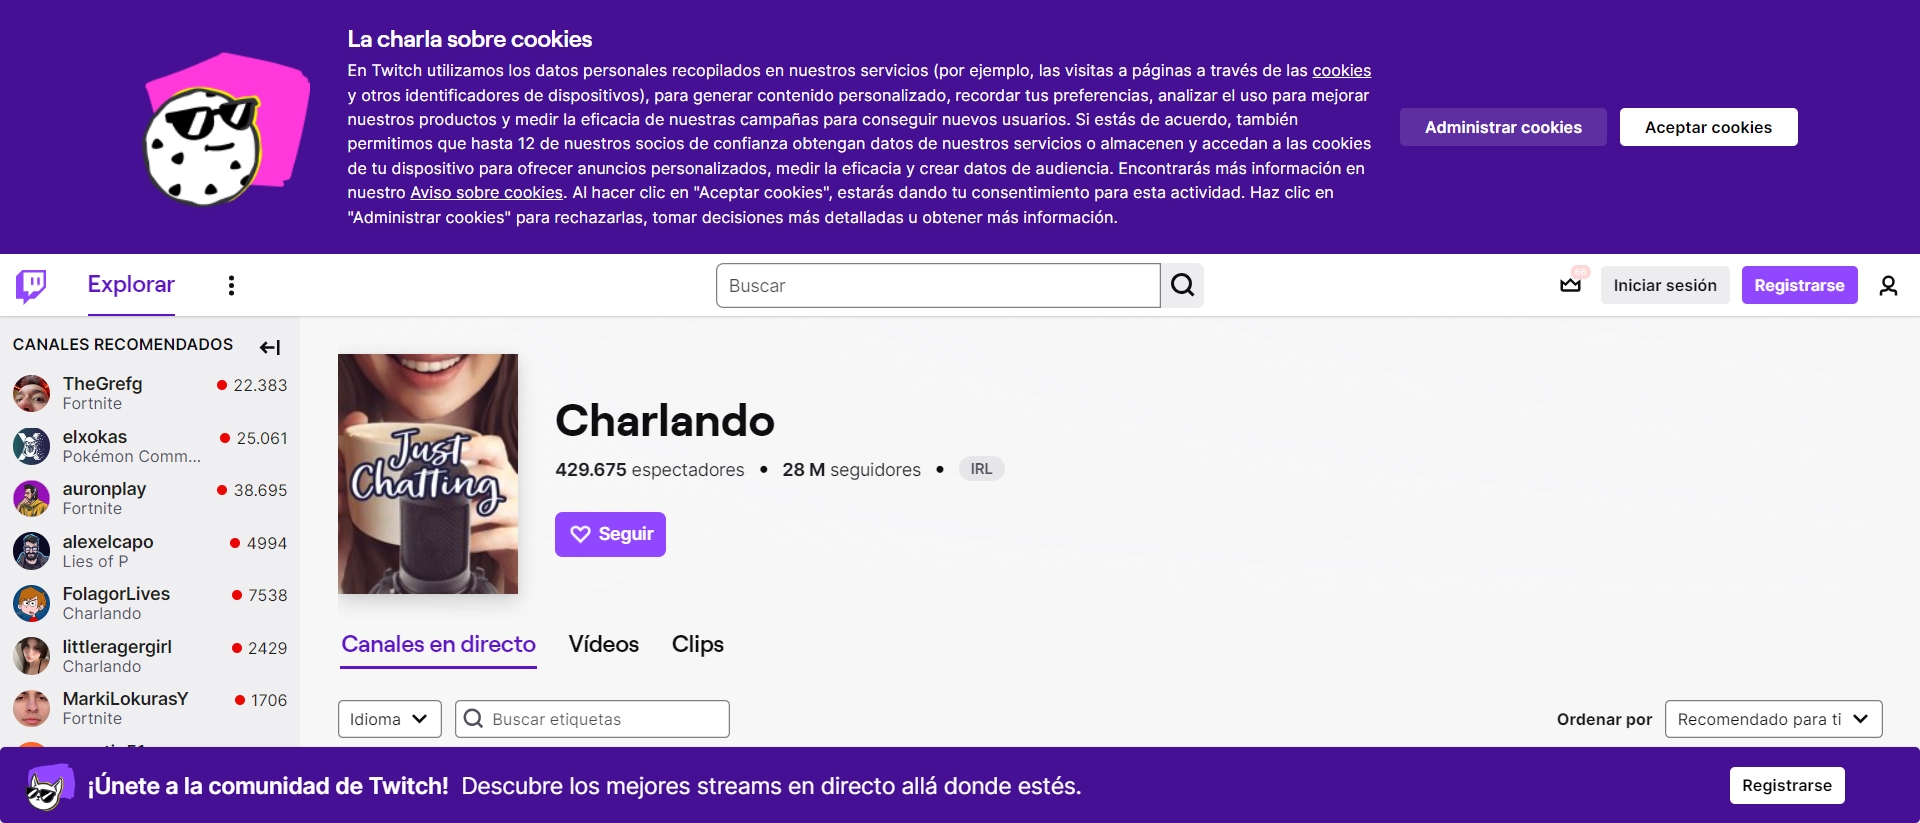 La charla sobre cookies
En Twitch utilizamos los datos personales recopilados en nuestros servicios (por ejemplo, las visitas a páginas a través de las cookies
y otros identificadores de dispositivos), para generar contenido personalizado, recordar tus preferencias, analizar el uso para mejorar
nuestros productos y medir la eficacia de nuestras campañas para conseguir nuevos usuarios. Si estás de acuerdo, también
permitimos que hasta 12 de nuestros socios de confianza obtengan datos de nuestros servicios o almacenen y accedan a las cookies
de tu dispositivo para ofrecer anuncios personalizados, medir la eficacia y crear datos de audiencia. Encontrarás más información en
nuestro Aviso sobre cookies. Al hacer clic en "Aceptar cookies", estarás dando tu consentimiento para esta actividad. Haz clic en
"Administrar cookies" para rechazarlas, tomar decisiones más detalladas u obtener más información.
Administrar cookies
Aceptar cookies
Explorar
Buscar
Iniciar sesión
Registrarse
CANALES RECOMENDADOS
TheGrefg 22.383
Fortnite
elxokas 25.061
Pokémon Comm...
auronplay 38.695
Fortnite
alexelcapo 4994
Lies of P
FolagorLives 7538
Charlando
littleragergirl 2429
Charlando
MarkiLokurasY 1706
Fortnite
Just
Chatting
Charlando
429.675 espectadores • 28 M seguidores • IRL
Seguir
Canales en directo Vídeos Clips
Idioma Buscar etiquetas
Ordenar por Recomendado para ti
¡Únete a la comunidad de Twitch! Descubre los mejores streams en directo allá donde estés.
Registrarse